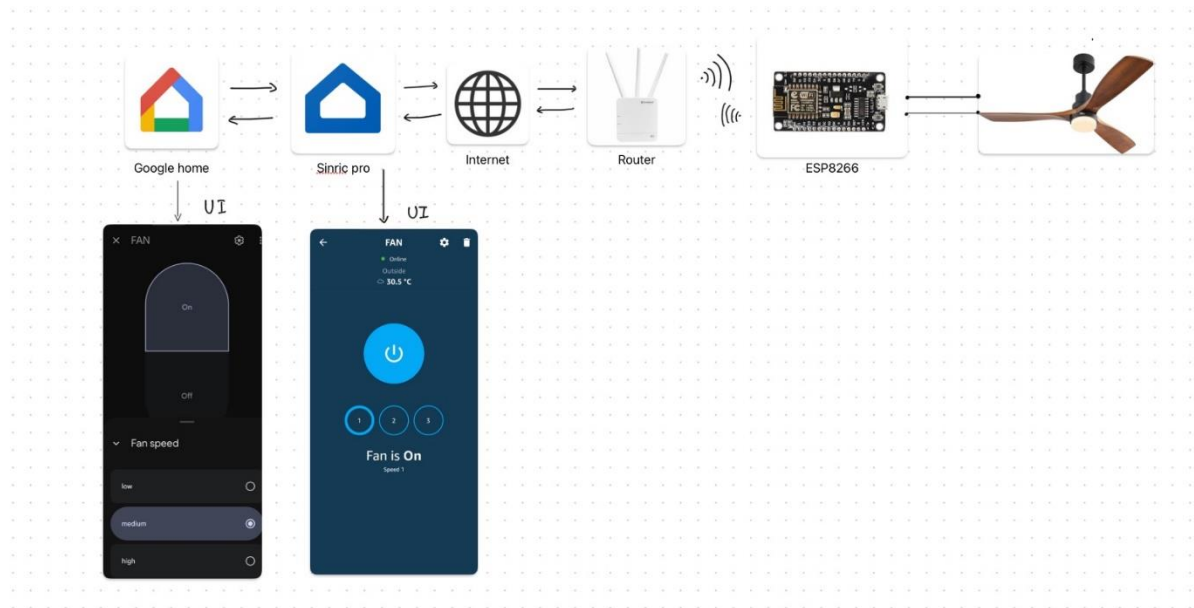 Google home
Sinric pro
Internet
Router
ESP8266
UI
UI
FAN
On
Off
Fan speed
low
medium
high
FAN
Online
Outside
30.5 °C
1
2
3
Fan is On
Speed 1